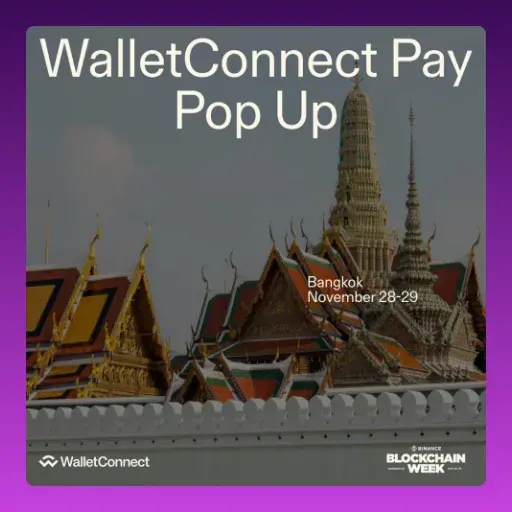 WalletConnect Pay
Pop Up
Bangkok
November 28-29
WalletConnect
BINANCE
BLOCKCHAIN
WEEK